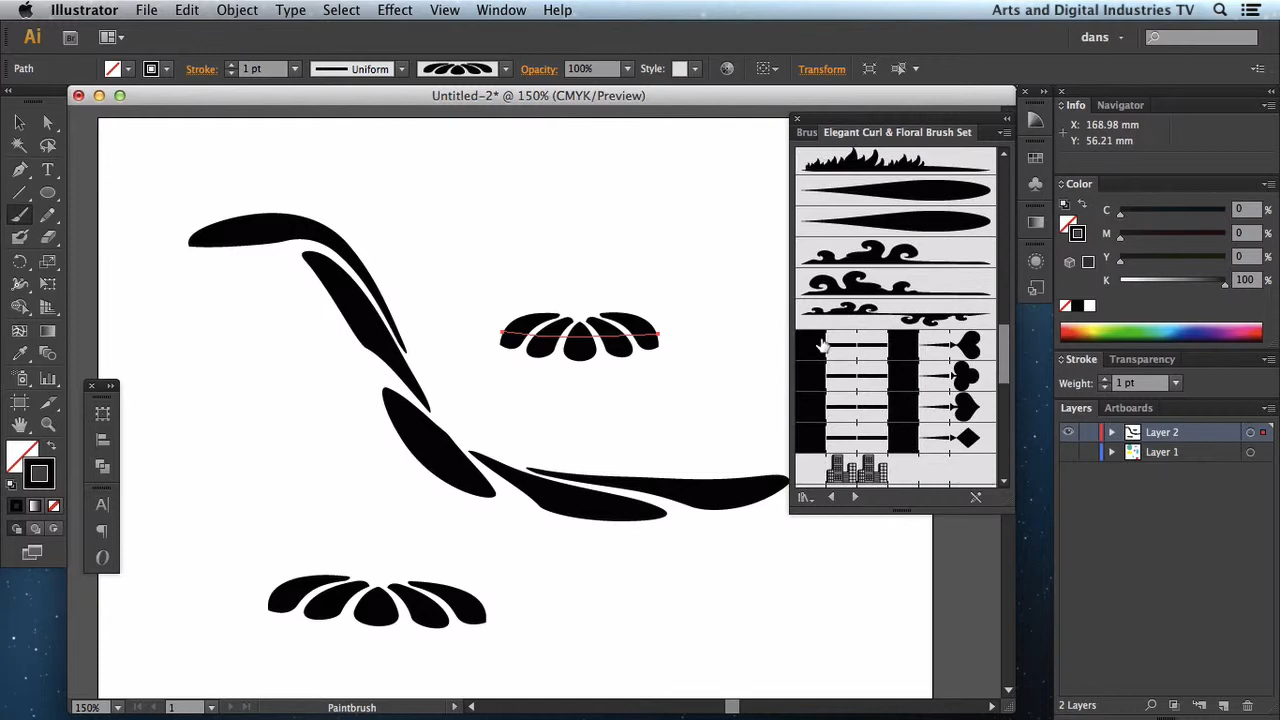 Illustrator File Edit Object Type Select Effect View Window Help Arts and Digital Industries TV
Ai Br dans
Path Stroke: 1 pt Uniform Opacity: 100% Style: Transform
Untitled-2* @ 150% (CMYK/Preview)
Brus Elegant Curl & Floral Brush Set
Info Navigator
X: 168.98 mm
Y: 56.21 mm
Color
C 0 %
M 0 %
Y 0 %
K 100 %
Stroke Transparency
Weight: 1 pt
Layers Artboards
Layer 2
Layer 1
150% 1 Paintbrush
2 Layers